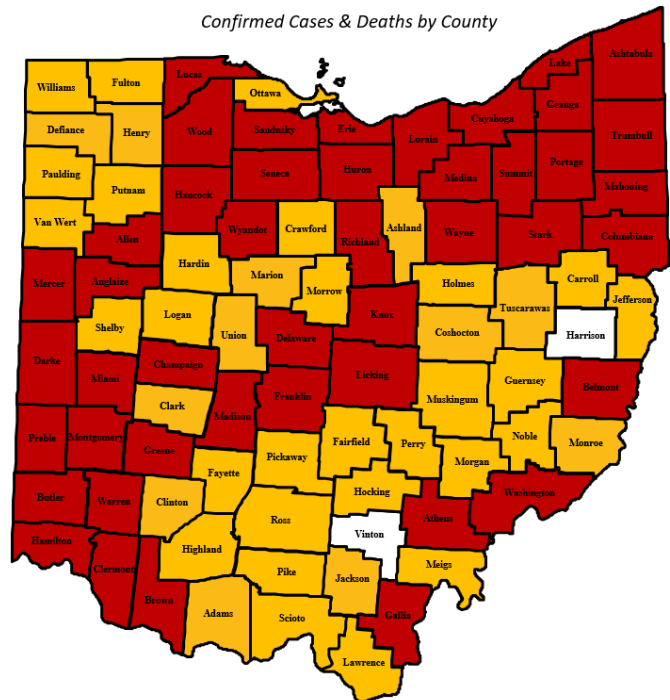 Confirmed Cases & Deaths by County
Ashtabula
Lake
Lucas
Fulton
Williams
Ottawa
Geauga
Cuyahoga
Defiance
Henry
Wood
Sandusky
Erie
Lorain
Trumbull
Medina
Summit
Portage
Paulding
Putnam
Hancock
Seneca
Huron
Mahoning
Van Wert
Allen
Wyandot
Crawford
Richland
Ashland
Wayne
Stark
Columbiana
Hardin
Marion
Morrow
Mercer
Auglaize
Holmes
Carroll
Jefferson
Tuscarawas
Knox
Logan
Shelby
Union
Delaware
Coshocton
Harrison
Darke
Champaign
Miami
Licking
Guernsey
Belmont
Franklin
Clark
Madison
Muskingum
Preble
Montgomery
Greene
Fairfield
Perry
Noble
Monroe
Pickaway
Morgan
Fayette
Butler
Warren
Clinton
Hocking
Washington
Ross
Athens
Vinton
Hamilton
Highland
Clermont
Pike
Jackson
Meigs
Brown
Adams
Scioto
Gallia
Lawrence